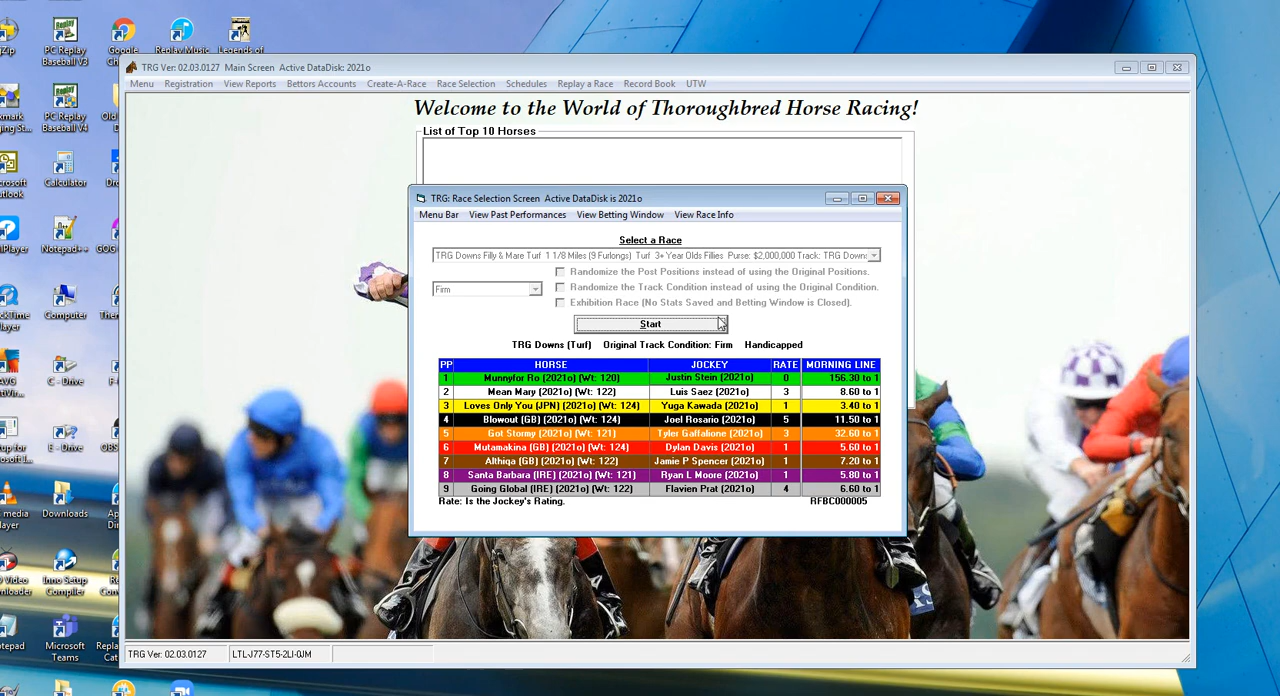 PC Replay
Baseball V3
Google
Replay Music
Legends of
TRG Ver: 02.03.0127 Main Screen Active DataDisk: 2021o
Menu Registration View Reports Bettors Accounts Create-A-Race Race Selection Schedules Replay a Race Record Book UTW
Welcome to the World of Thoroughbred Horse Racing!
List of Top 10 Horses
PC Replay
Baseball V4
Calculator
Notepad++
GOG
Computer
C - Drive
E - Drive
Downloads
Inno Setup
Compiler
Microsoft
Teams
TRG: Race Selection Screen Active DataDisk is 2021o
Menu Bar View Past Performances View Betting Window View Race Info
Select a Race
TRG Downs Filly & Mare Turf 1 1/8 Miles (9 Furlongs) Turf 3+ Year Olds Fillies. Purse: $2,000,000 Track: TRG Downs
Randomize the Post Positions instead of using the Original Positions.
Firm
Randomize the Track Condition instead of using the Original Condition.
Exhibition Race (No Stats Saved and Betting Window is Closed).
Start
TRG Downs (Turf) Original Track Condition: Firm Handicapped
PP HORSE JOCKEY RATE MORNING LINE
1 Munnyfor Ro (2021o) (Wt: 120) Justin Stein (2021o) 0 156.30 to 1
2 Mean Mary (2021o) (Wt: 122) Luis Saez (2021o) 3 8.60 to 1
3 Loves Only You (JPN) (2021o) (Wt: 124) Yuga Kawada (2021o) 1 3.40 to 1
4 Blowout (GB) (2021o) (Wt: 124) Joel Rosario (2021o) 5 11.50 to 1
5 Got Stormy (2021o) (Wt: 121) Tyler Gaffalione (2021o) 3 32.60 to 1
6 Mutamakina (GB) (2021o) (Wt: 124) Dylan Davis (2021o) 1 5.60 to 1
7 Althiqa (GB) (2021o) (Wt: 122) Jamie P Spencer (2021o) 1 7.20 to 1
8 Santa Barbara (IRE) (2021o) (Wt: 121) Ryan L Moore (2021o) 1 5.80 to 1
9 Going Global (IRE) (2021o) (Wt: 122) Flavien Prat (2021o) 4 6.60 to 1
Rate: Is the Jockey's Rating. RFBC000005
TRG Ver: 02.03.0127 LTL-J77-ST5-2LI-0JM